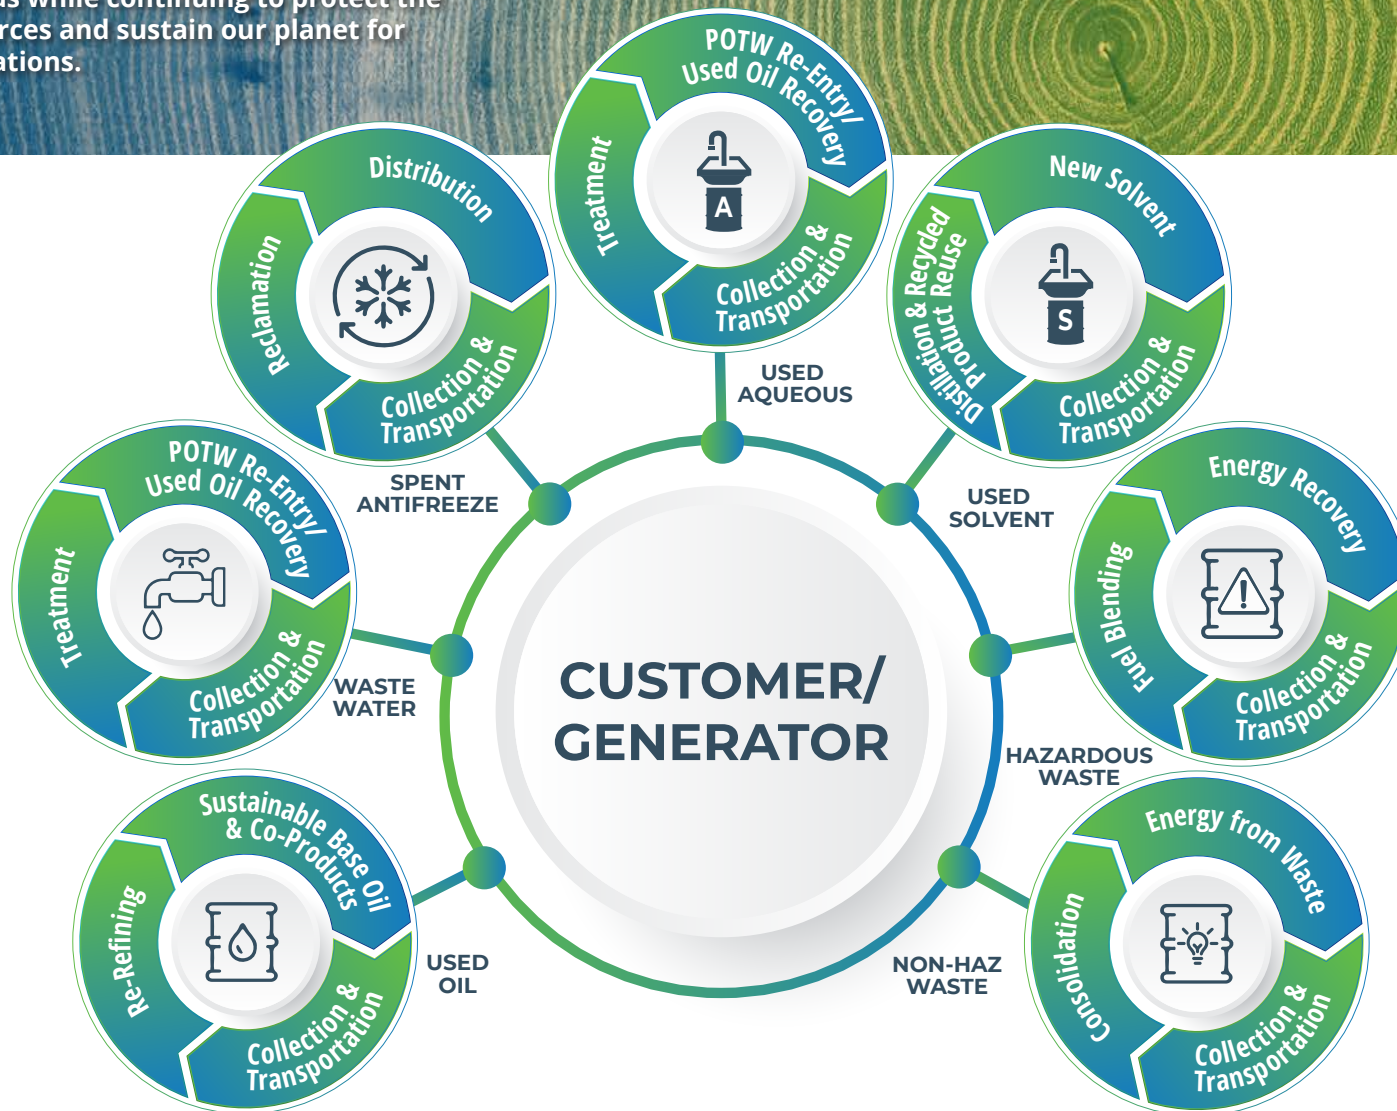 us while continuing to protect the
rces and sustain our planet for
ations.
POTW Re-Entry/
Used Oil Recovery
Treatment
A
Collection &
Transportation
USED
AQUEOUS
Distribution
Reclamation
Collection &
Transportation
SPENT
ANTIFREEZE
New Solvent
Distillation & Recycled
Product Reuse
S
Collection &
Transportation
USED
SOLVENT
POTW Re-Entry/
Used Oil Recovery
Treatment
Collection &
Transportation
WASTE
WATER
Energy Recovery
Fuel Blending
Collection &
Transportation
HAZARDOUS
WASTE
CUSTOMER/
GENERATOR
Sustainable Base Oil
& Co-Products
Re-Refining
Collection &
Transportation
USED
OIL
Energy from Waste
Consolidation
Collection &
Transportation
NON-HAZ
WASTE